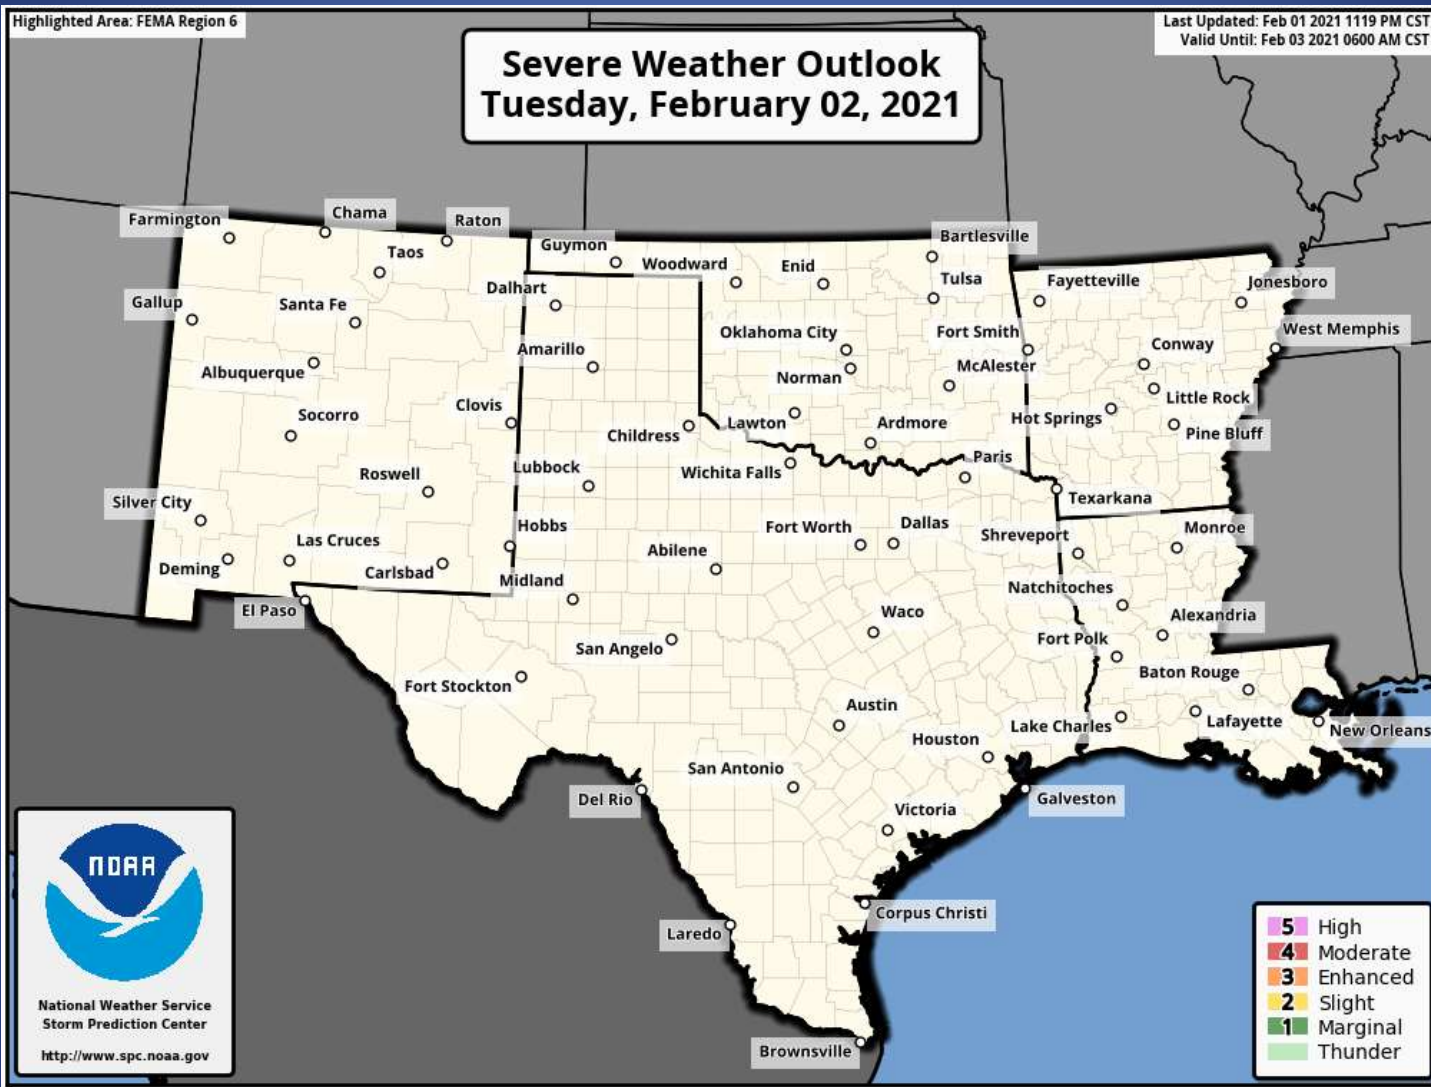 Highlighted Area: FEMA Region 6
Last Updated: Feb 01 2021 1119 PM CST
Valid Until: Feb 03 2021 0600 AM CST
Severe Weather Outlook
Tuesday, February 02, 2021
Farmington
Chama
Raton
Taos
Guymon
Woodward
Enid
Bartlesville
Tulsa
Fayetteville
Jonesboro
Gallup
Santa Fe
Dalhart
Oklahoma City
Fort Smith
West Memphis
Conway
Albuquerque
Amarillo
Norman
McAlester
Little Rock
Socorro
Clovis
Childress
Lawton
Ardmore
Hot Springs
Pine Bluff
Roswell
Lubbock
Wichita Falls
Paris
Texarkana
Silver City
Las Cruces
Hobbs
Fort Worth
Dallas
Shreveport
Monroe
Deming
Carlsbad
Midland
Abilene
Natchitoches
El Paso
San Angelo
Waco
Fort Polk
Alexandria
Fort Stockton
Baton Rouge
Austin
Houston
Lake Charles
Lafayette
New Orleans
San Antonio
Del Rio
Victoria
Galveston
Laredo
Corpus Christi
Brownsville
NOAA
National Weather Service
Storm Prediction Center
http://www.spc.noaa.gov
5 High
4 Moderate
3 Enhanced
2 Slight
1 Marginal
Thunder